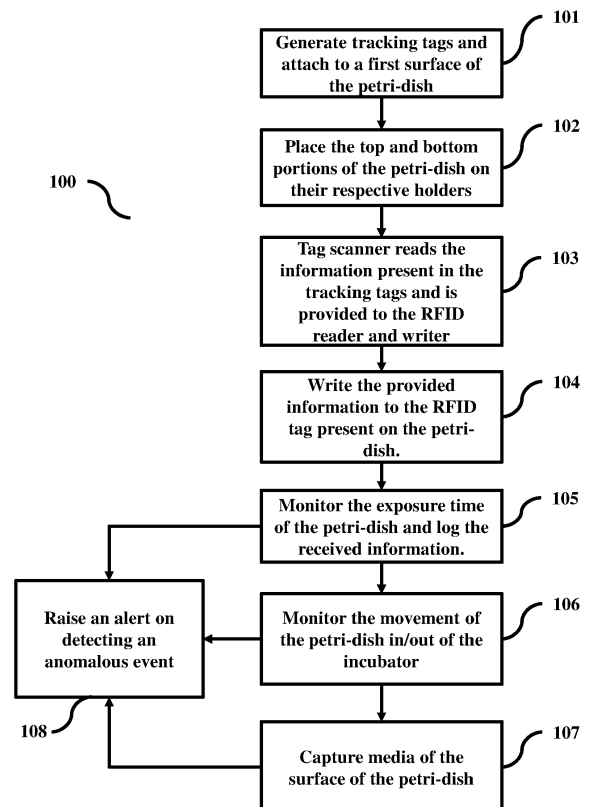 101
Generate tracking tags and
attach to a first surface of
the petri-dish
102
Place the top and bottom
portions of the petri-dish on
their respective holders
100
103
Tag scanner reads the
information present in the
tracking tags and is
provided to the RFID
reader and writer
104
Write the provided
information to the RFID
tag present on the petri-
dish.
105
Monitor the exposure time
of the petri-dish and log the
received information.
106
Monitor the movement of
the petri-dish in/out of the
incubator
Raise an alert on
detecting an
anomalous event
108
107
Capture media of the
surface of the petri-dish